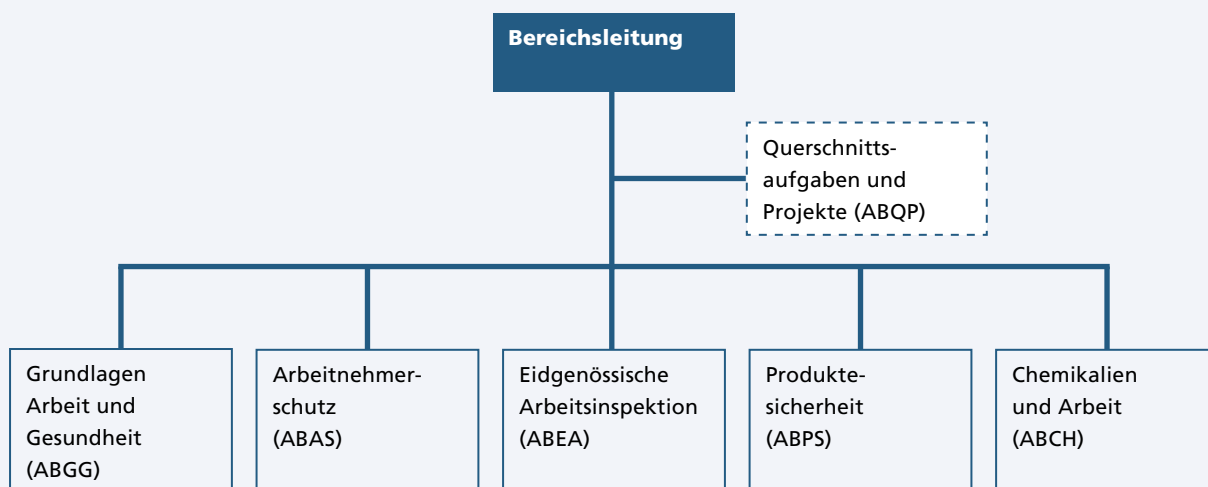 Bereichsleitung
Querschnitts-
aufgaben und
Projekte (ABQP)
Grundlagen
Arbeit und
Gesundheit
(ABGG)
Arbeitnehmer-
schutz
(ABAS)
Eidgenössische
Arbeitsinspektion
(ABEA)
Produkte-
sicherheit
(ABPS)
Chemikalien
und Arbeit
(ABCH)